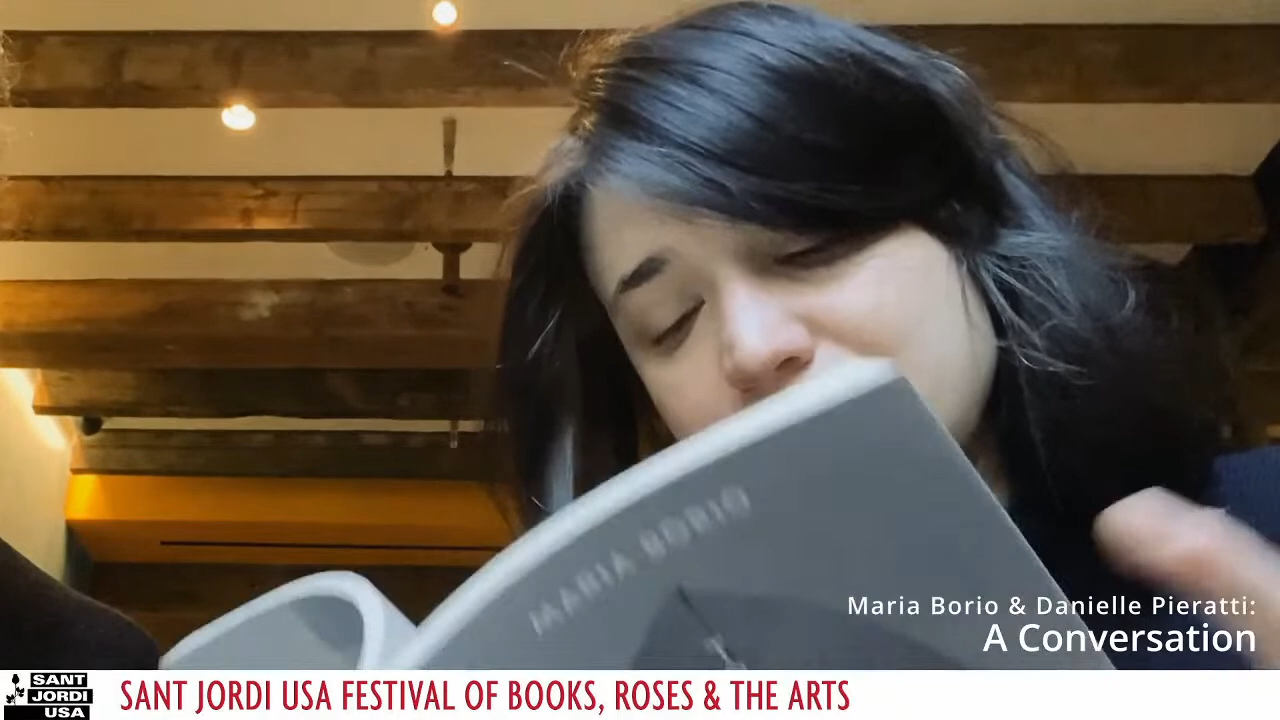 MARIA BORIO
Maria Borio & Danielle Pieratti:
A Conversation
SANT
JORDI
USA
SANT JORDI USA FESTIVAL OF BOOKS, ROSES & THE ARTS